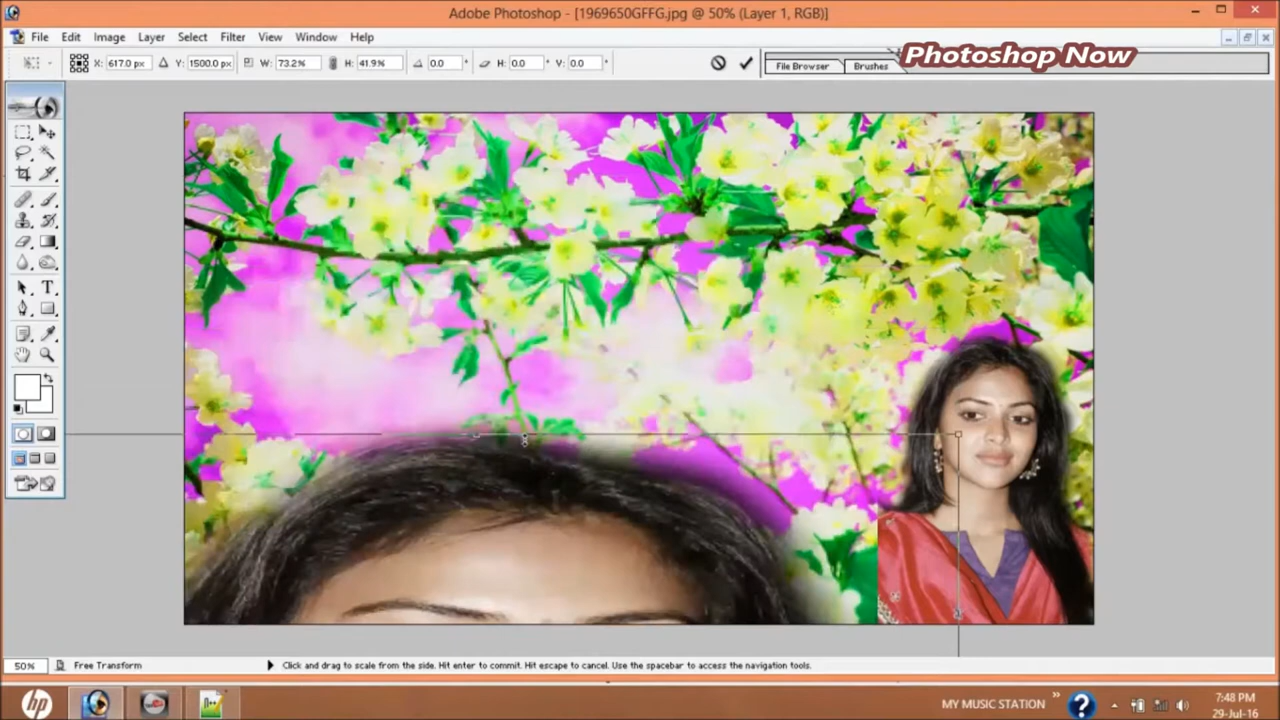 Adobe Photoshop - [1969650GFFG.jpg @ 50% (Layer 1, RGB)]
File Edit Image Layer Select Filter View Window Help
X: 617.0 px Y: 1500.0 px W: 73.2% H: 41.9% 0.0 ° H: 0.0 ° V: 0.0 °
File Browser Brushes
Photoshop Now
T
50% Free Transform Click and drag to scale from the side. Hit enter to commit. Hit escape to cancel. Use the spacebar to access the navigation tools.
hp
MY MUSIC STATION » ? 7:48 PM
29-Jul-16